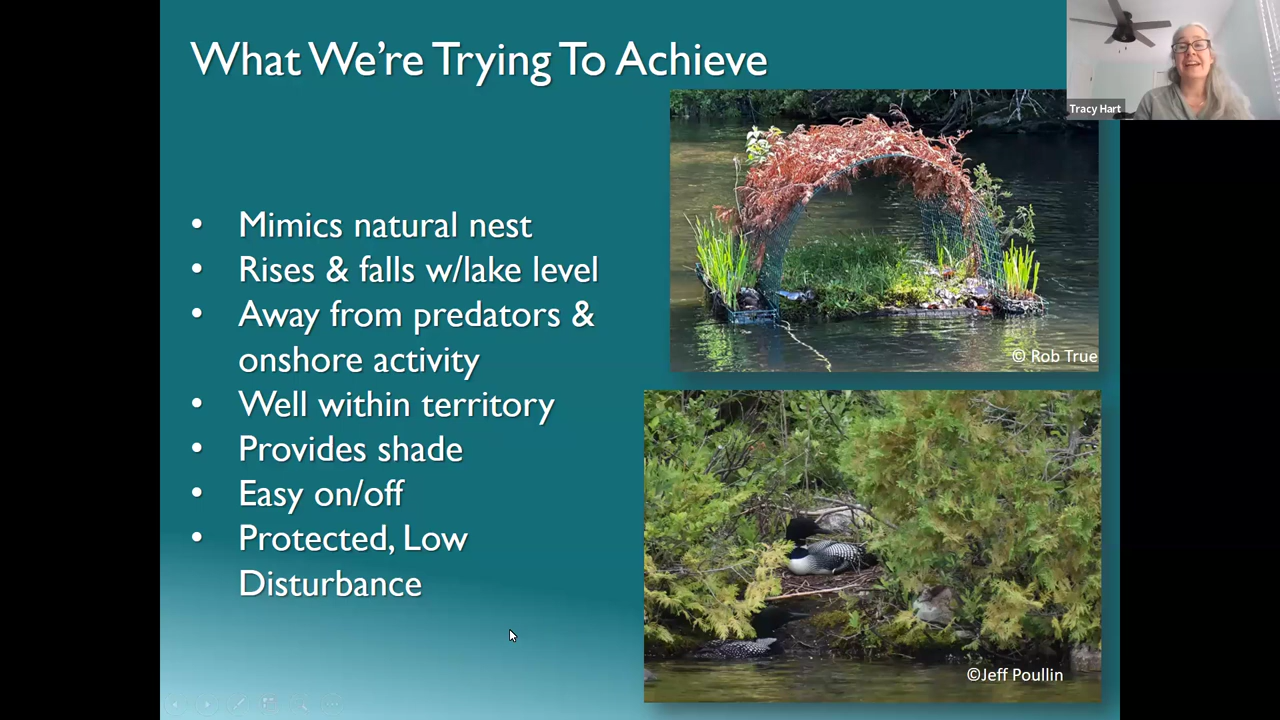 What We're Trying To Achieve
Tracy Hart
• Mimics natural nest
• Rises & falls w/lake level
• Away from predators &
onshore activity
• Well within territory
• Provides shade
• Easy on/off
• Protected, Low
Disturbance
© Rob True
©Jeff Poullin